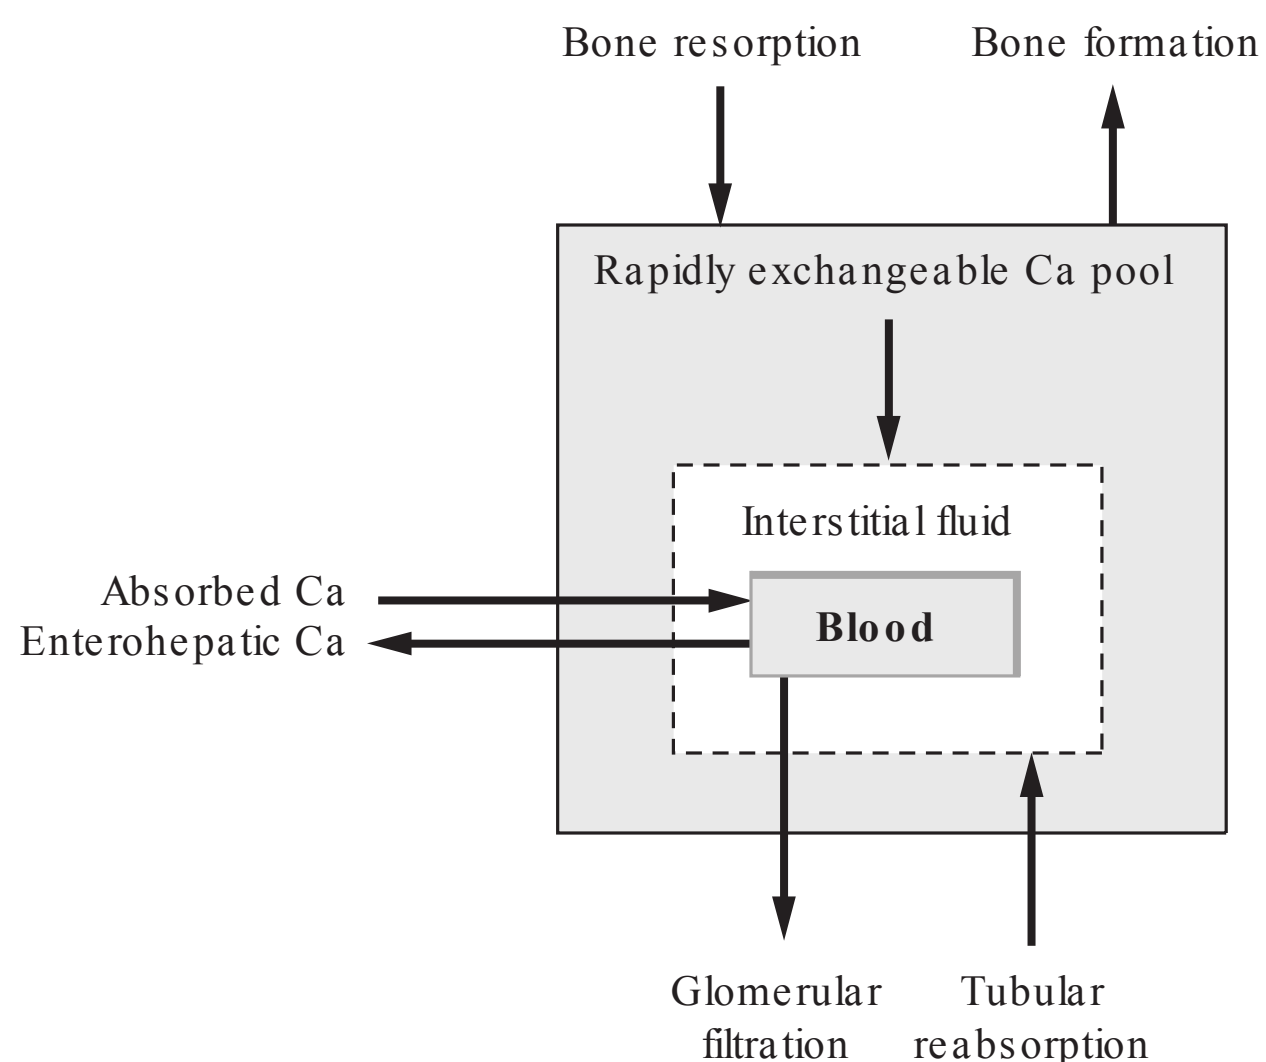 Bone resorption
Bone formation
Rapidly exchangeable Ca pool
Interstitial fluid
Absorbed Ca
Enterohepatic Ca
Blood
Glomerular
filtration
Tubular
reabsorption